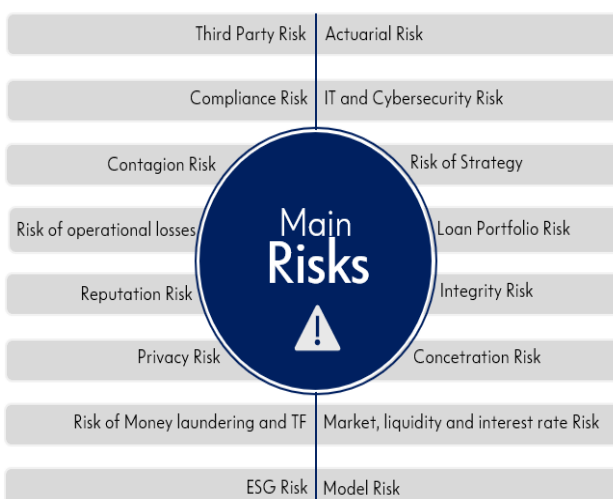 Third Party Risk
Actuarial Risk
Compliance Risk
IT and Cybersecurity Risk
Contagion Risk
Risk of Strategy
Risk of operational losses
Main
Risks
Loan Portfolio Risk
Reputation Risk
Integrity Risk
Privacy Risk
Concetration Risk
Risk of Money laundering and TF
Market, liquidity and interest rate Risk
ESG Risk
Model Risk